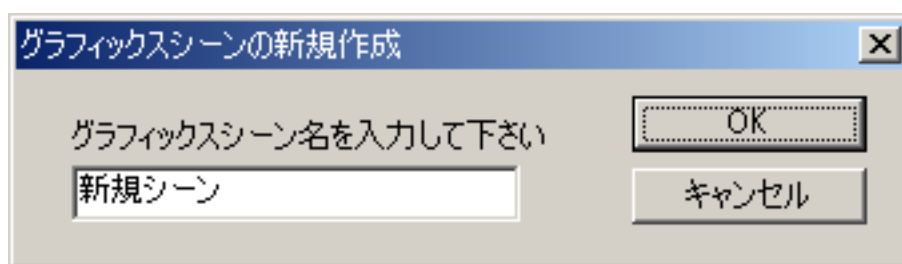 グラフィックスシーンの新規作成
グラフィックスシーン名を入力して下さい
新規シーン
OK
キャンセル